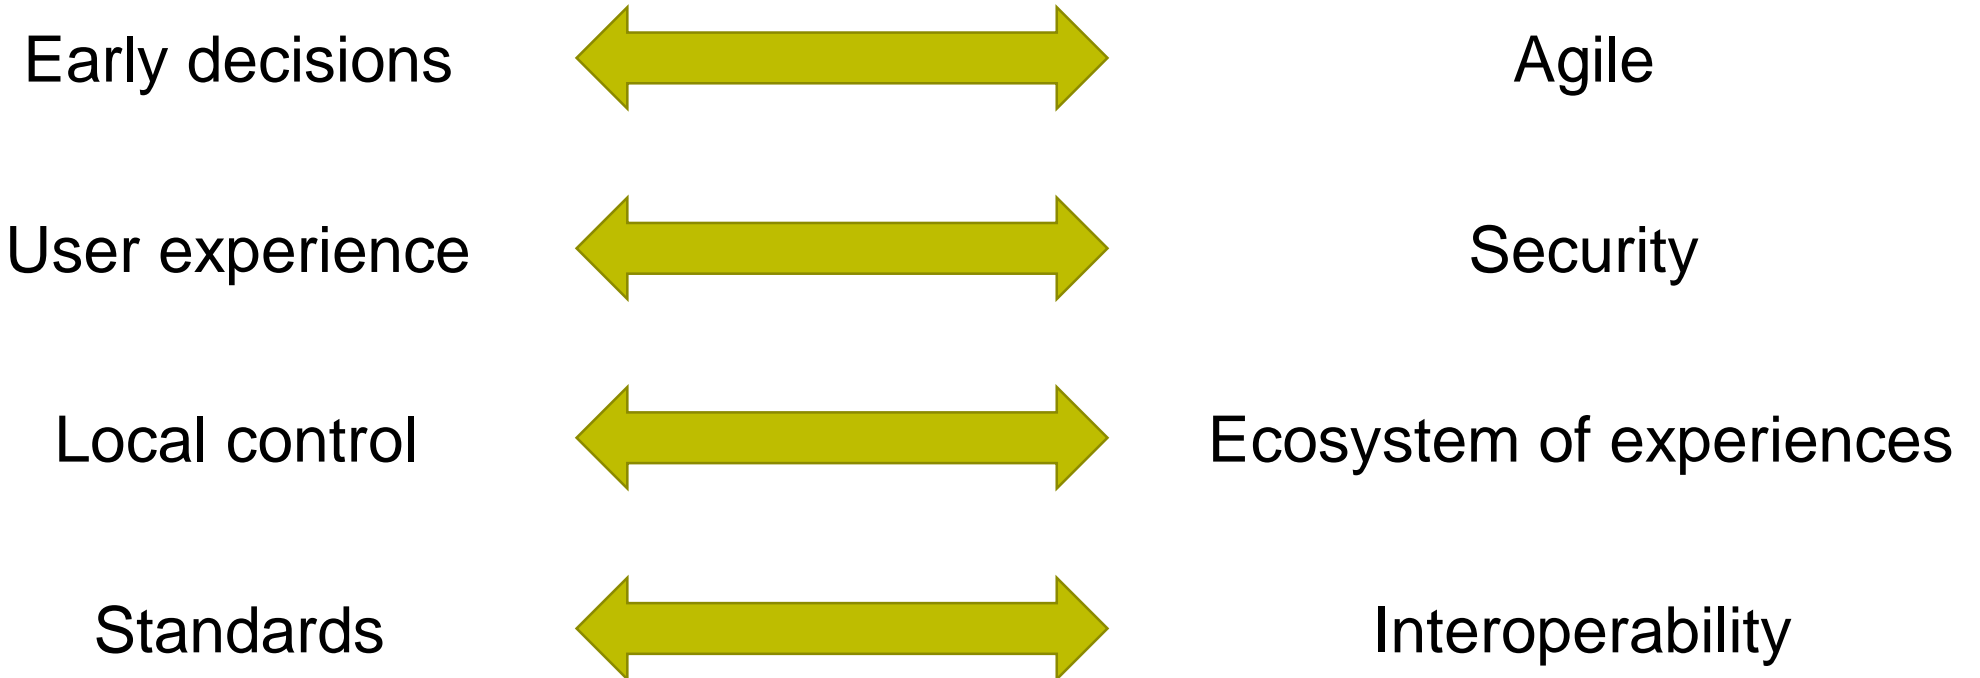 Early decisions Agile
User experience Security
Local control Ecosystem of experiences
Standards Interoperability